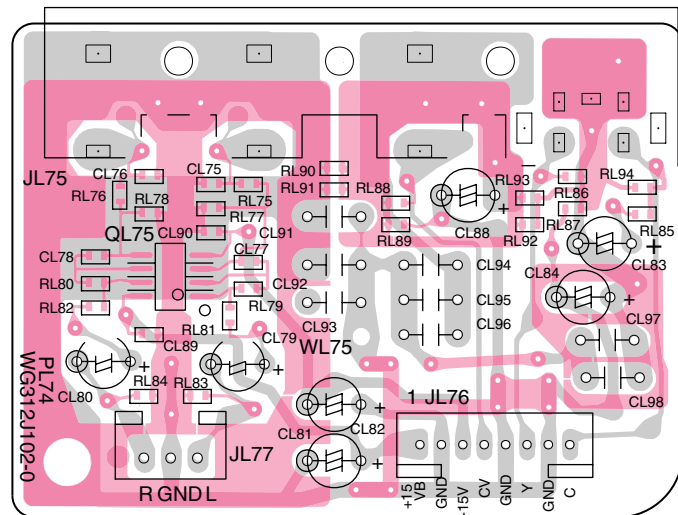 JL75
CL76
RL76
RL78
QL75
CL90
CL75
RL75
RL77
CL91
CL77
CL92
RL90
RL91
RL88
RL89
CL88
RL93
RL92
RL87
RL86
RL94
RL85
CL83
CL84
CL78
RL80
RL82
CL89
RL81
RL79
CL79
CL93
WL75
CL94
CL95
CL96
CL97
CL98
PL74
WG312J102-0
CL80
RL84
RL83
CL81
CL82
JL77
R GND L
1 JL76
+15
VB
GND
-15V
CV
GND
Y
GND
C